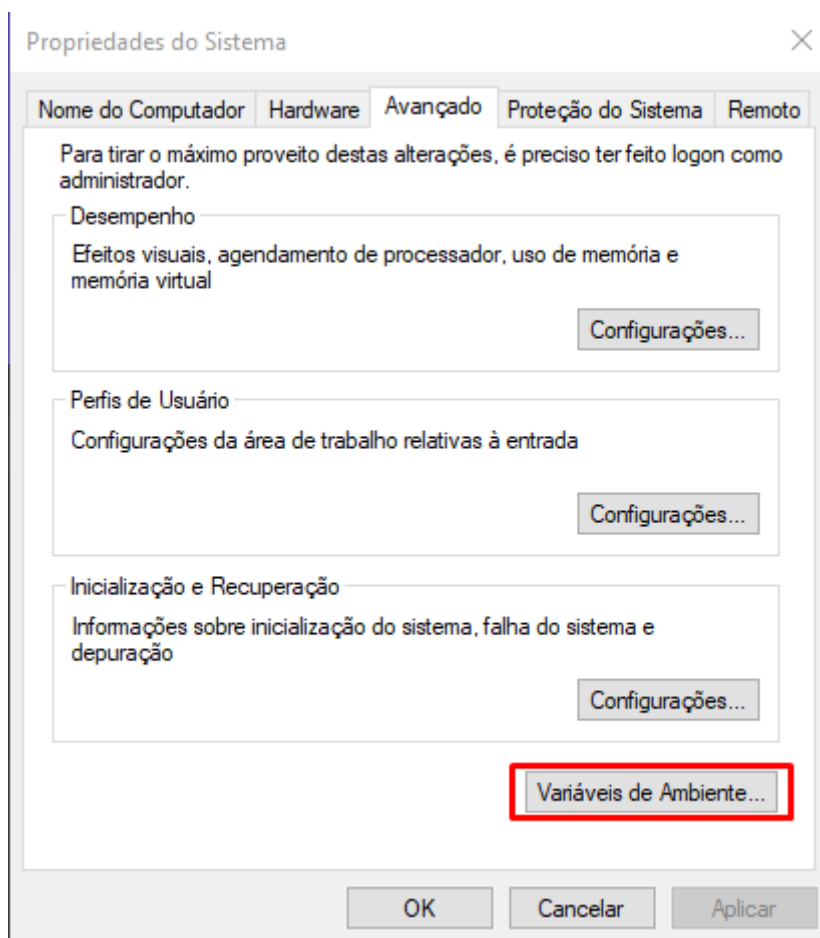 Propriedades do Sistema
Nome do Computador Hardware Avançado Proteção do Sistema Remoto
Para tirar o máximo proveito destas alterações, é preciso ter feito logon como
administrador.
Desempenho
Efeitos visuais, agendamento de processador, uso de memória e
memória virtual
Configurações...
Perfis de Usuário
Configurações da área de trabalho relativas à entrada
Configurações...
Inicialização e Recuperação
Informações sobre inicialização do sistema, falha do sistema e
depuração
Configurações...
Variáveis de Ambiente...
OK Cancelar Aplicar